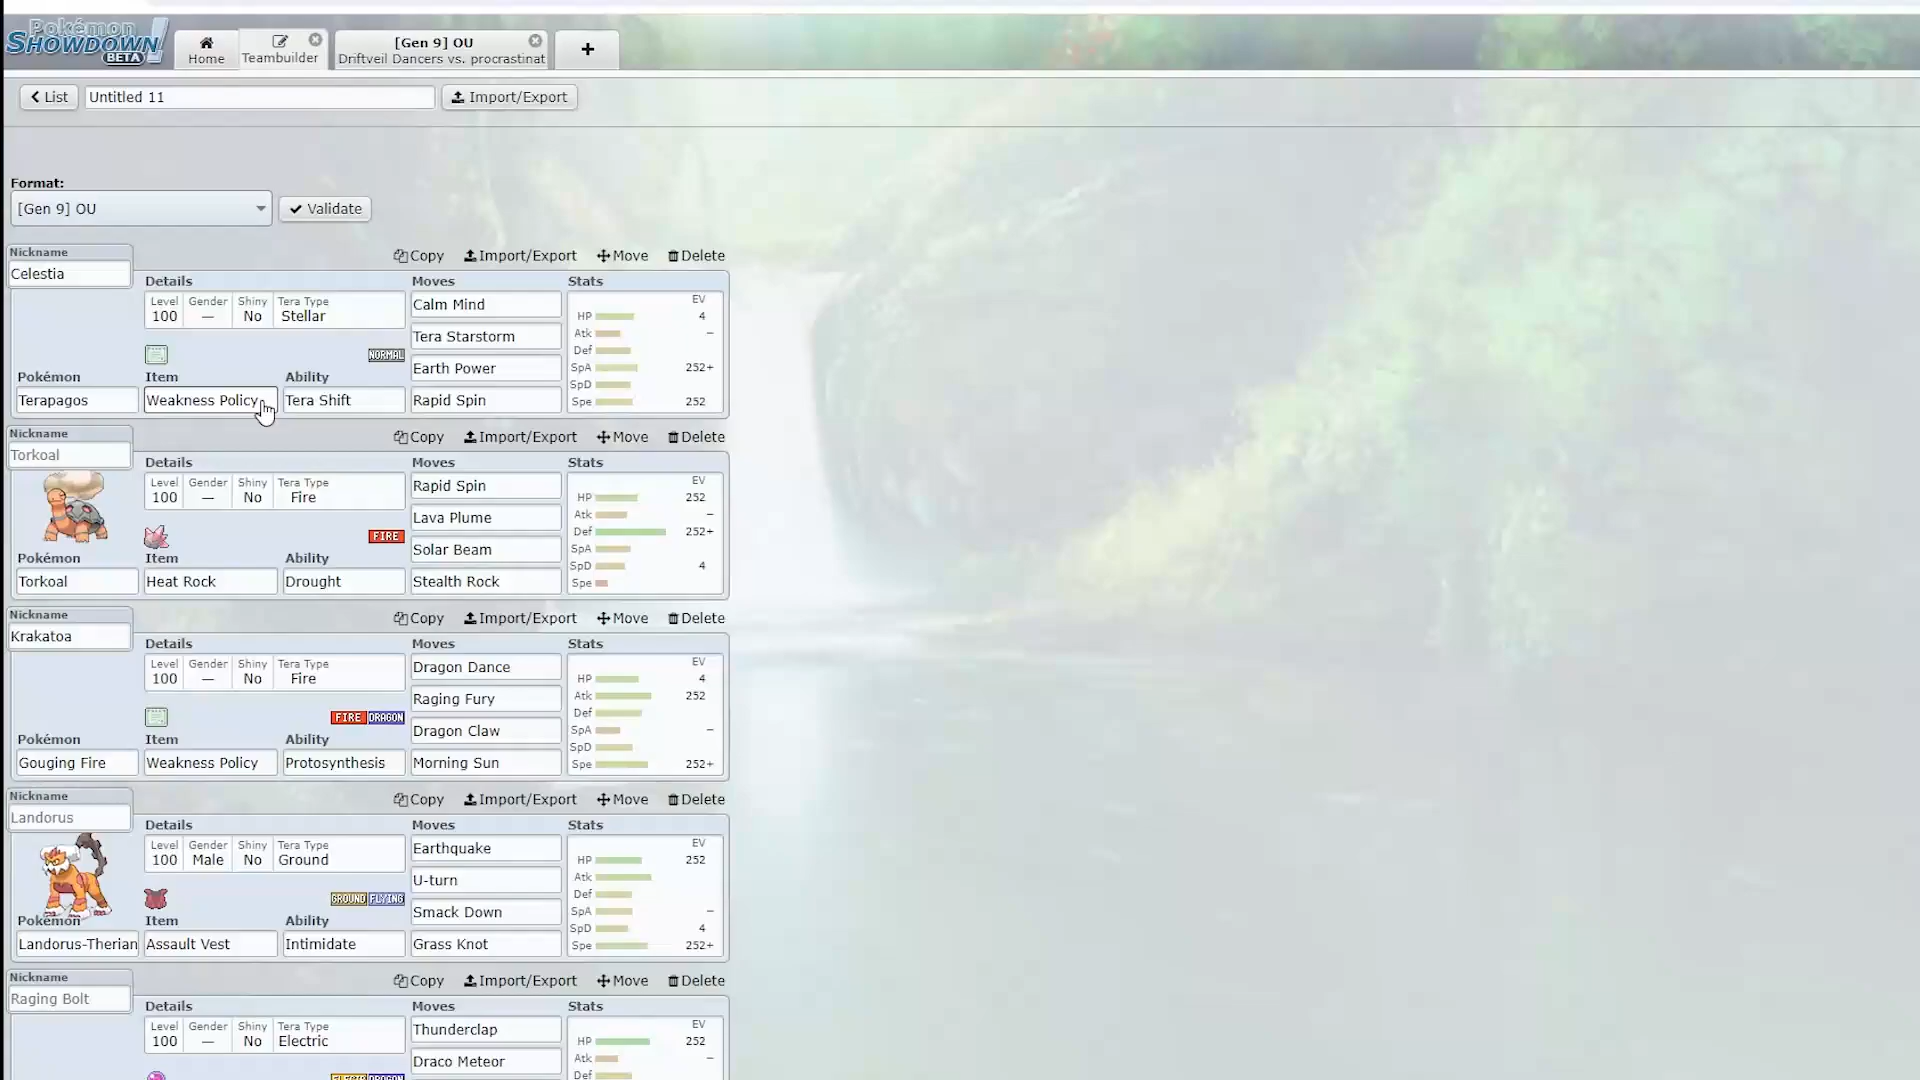 Pokémon
SHOWDOWN!
BETA
Home
Teambuilder
[Gen 9] OU
Driftveil Dancers vs. procrastinat
+
List
Untitled 11
Import/Export
Format:
[Gen 9] OU
Validate
Nickname
Celestia
Copy Import/Export Move Delete
Details Moves Stats
Level Gender Shiny Tera Type
100 — No Stellar
NORMAL
Pokémon Item Ability
Terapagos Weakness Policy Tera Shift
Calm Mind
Tera Starstorm
Earth Power
Rapid Spin
EV
HP 4
Atk –
Def
SpA 252+
SpD
Spe 252
Nickname
Torkoal
Copy Import/Export Move Delete
Details Moves Stats
Level Gender Shiny Tera Type
100 — No Fire
FIRE
Pokémon Item Ability
Torkoal Heat Rock Drought
Rapid Spin
Lava Plume
Solar Beam
Stealth Rock
EV
HP 252
Atk –
Def 252+
SpA
SpD 4
Spe
Nickname
Krakatoa
Copy Import/Export Move Delete
Details Moves Stats
Level Gender Shiny Tera Type
100 — No Fire
FIRE DRAGON
Pokémon Item Ability
Gouging Fire Weakness Policy Protosynthesis
Dragon Dance
Raging Fury
Dragon Claw
Morning Sun
EV
HP 4
Atk 252
Def
SpA –
SpD
Spe 252+
Nickname
Landorus
Copy Import/Export Move Delete
Details Moves Stats
Level Gender Shiny Tera Type
100 Male No Ground
GROUND FLYING
Pokémon Item Ability
Landorus-Therian Assault Vest Intimidate
Earthquake
U-turn
Smack Down
Grass Knot
EV
HP 252
Atk
Def
SpA –
SpD 4
Spe 252+
Nickname
Raging Bolt
Copy Import/Export Move Delete
Details Moves Stats
Level Gender Shiny Tera Type
100 — No Electric
ELECTR DRAGON
Thunderclap
Draco Meteor
EV
HP 252
Atk –
Def